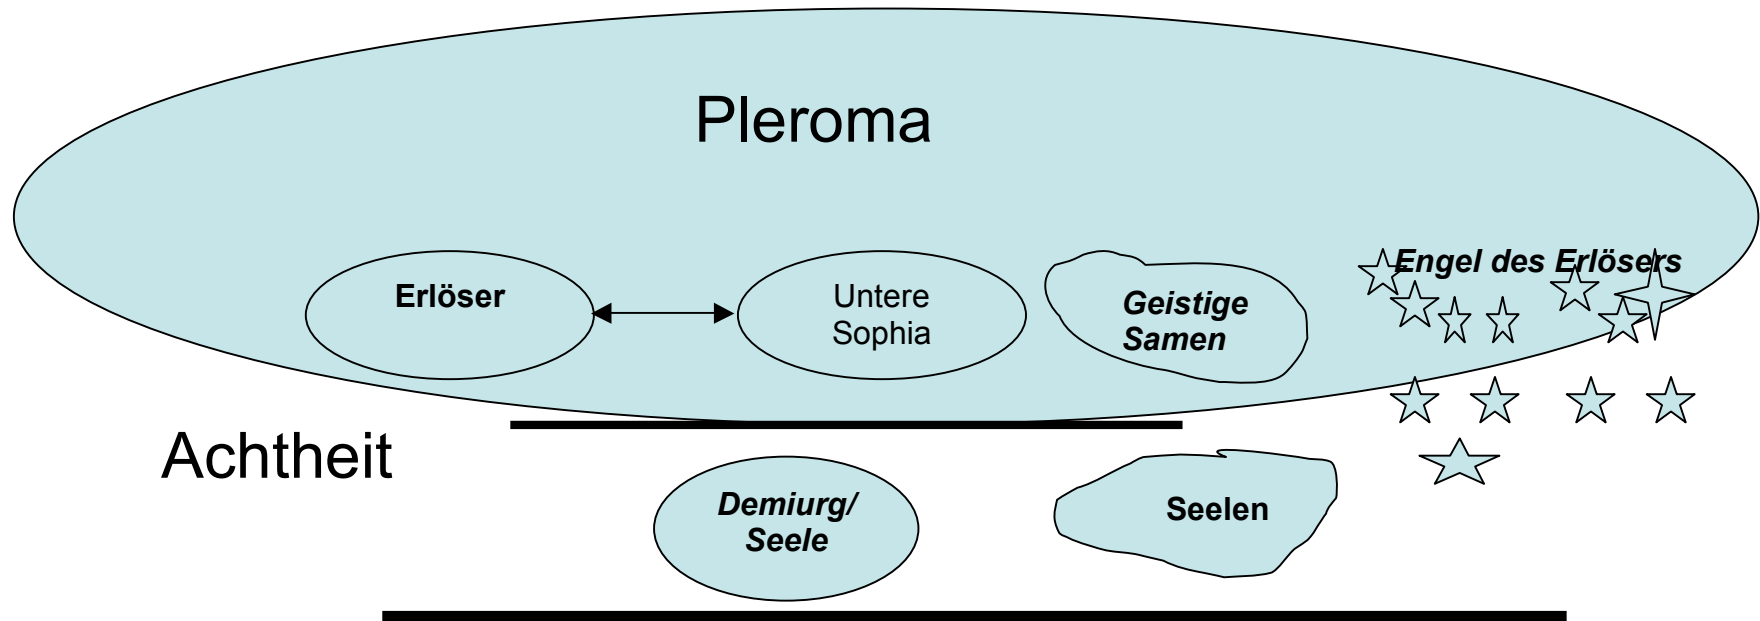 Pleroma
Erlöser
Untere
Sophia
Geistige
Samen
Engel des Erlösers
Achtheit
Demiurg/
Seele
Seelen